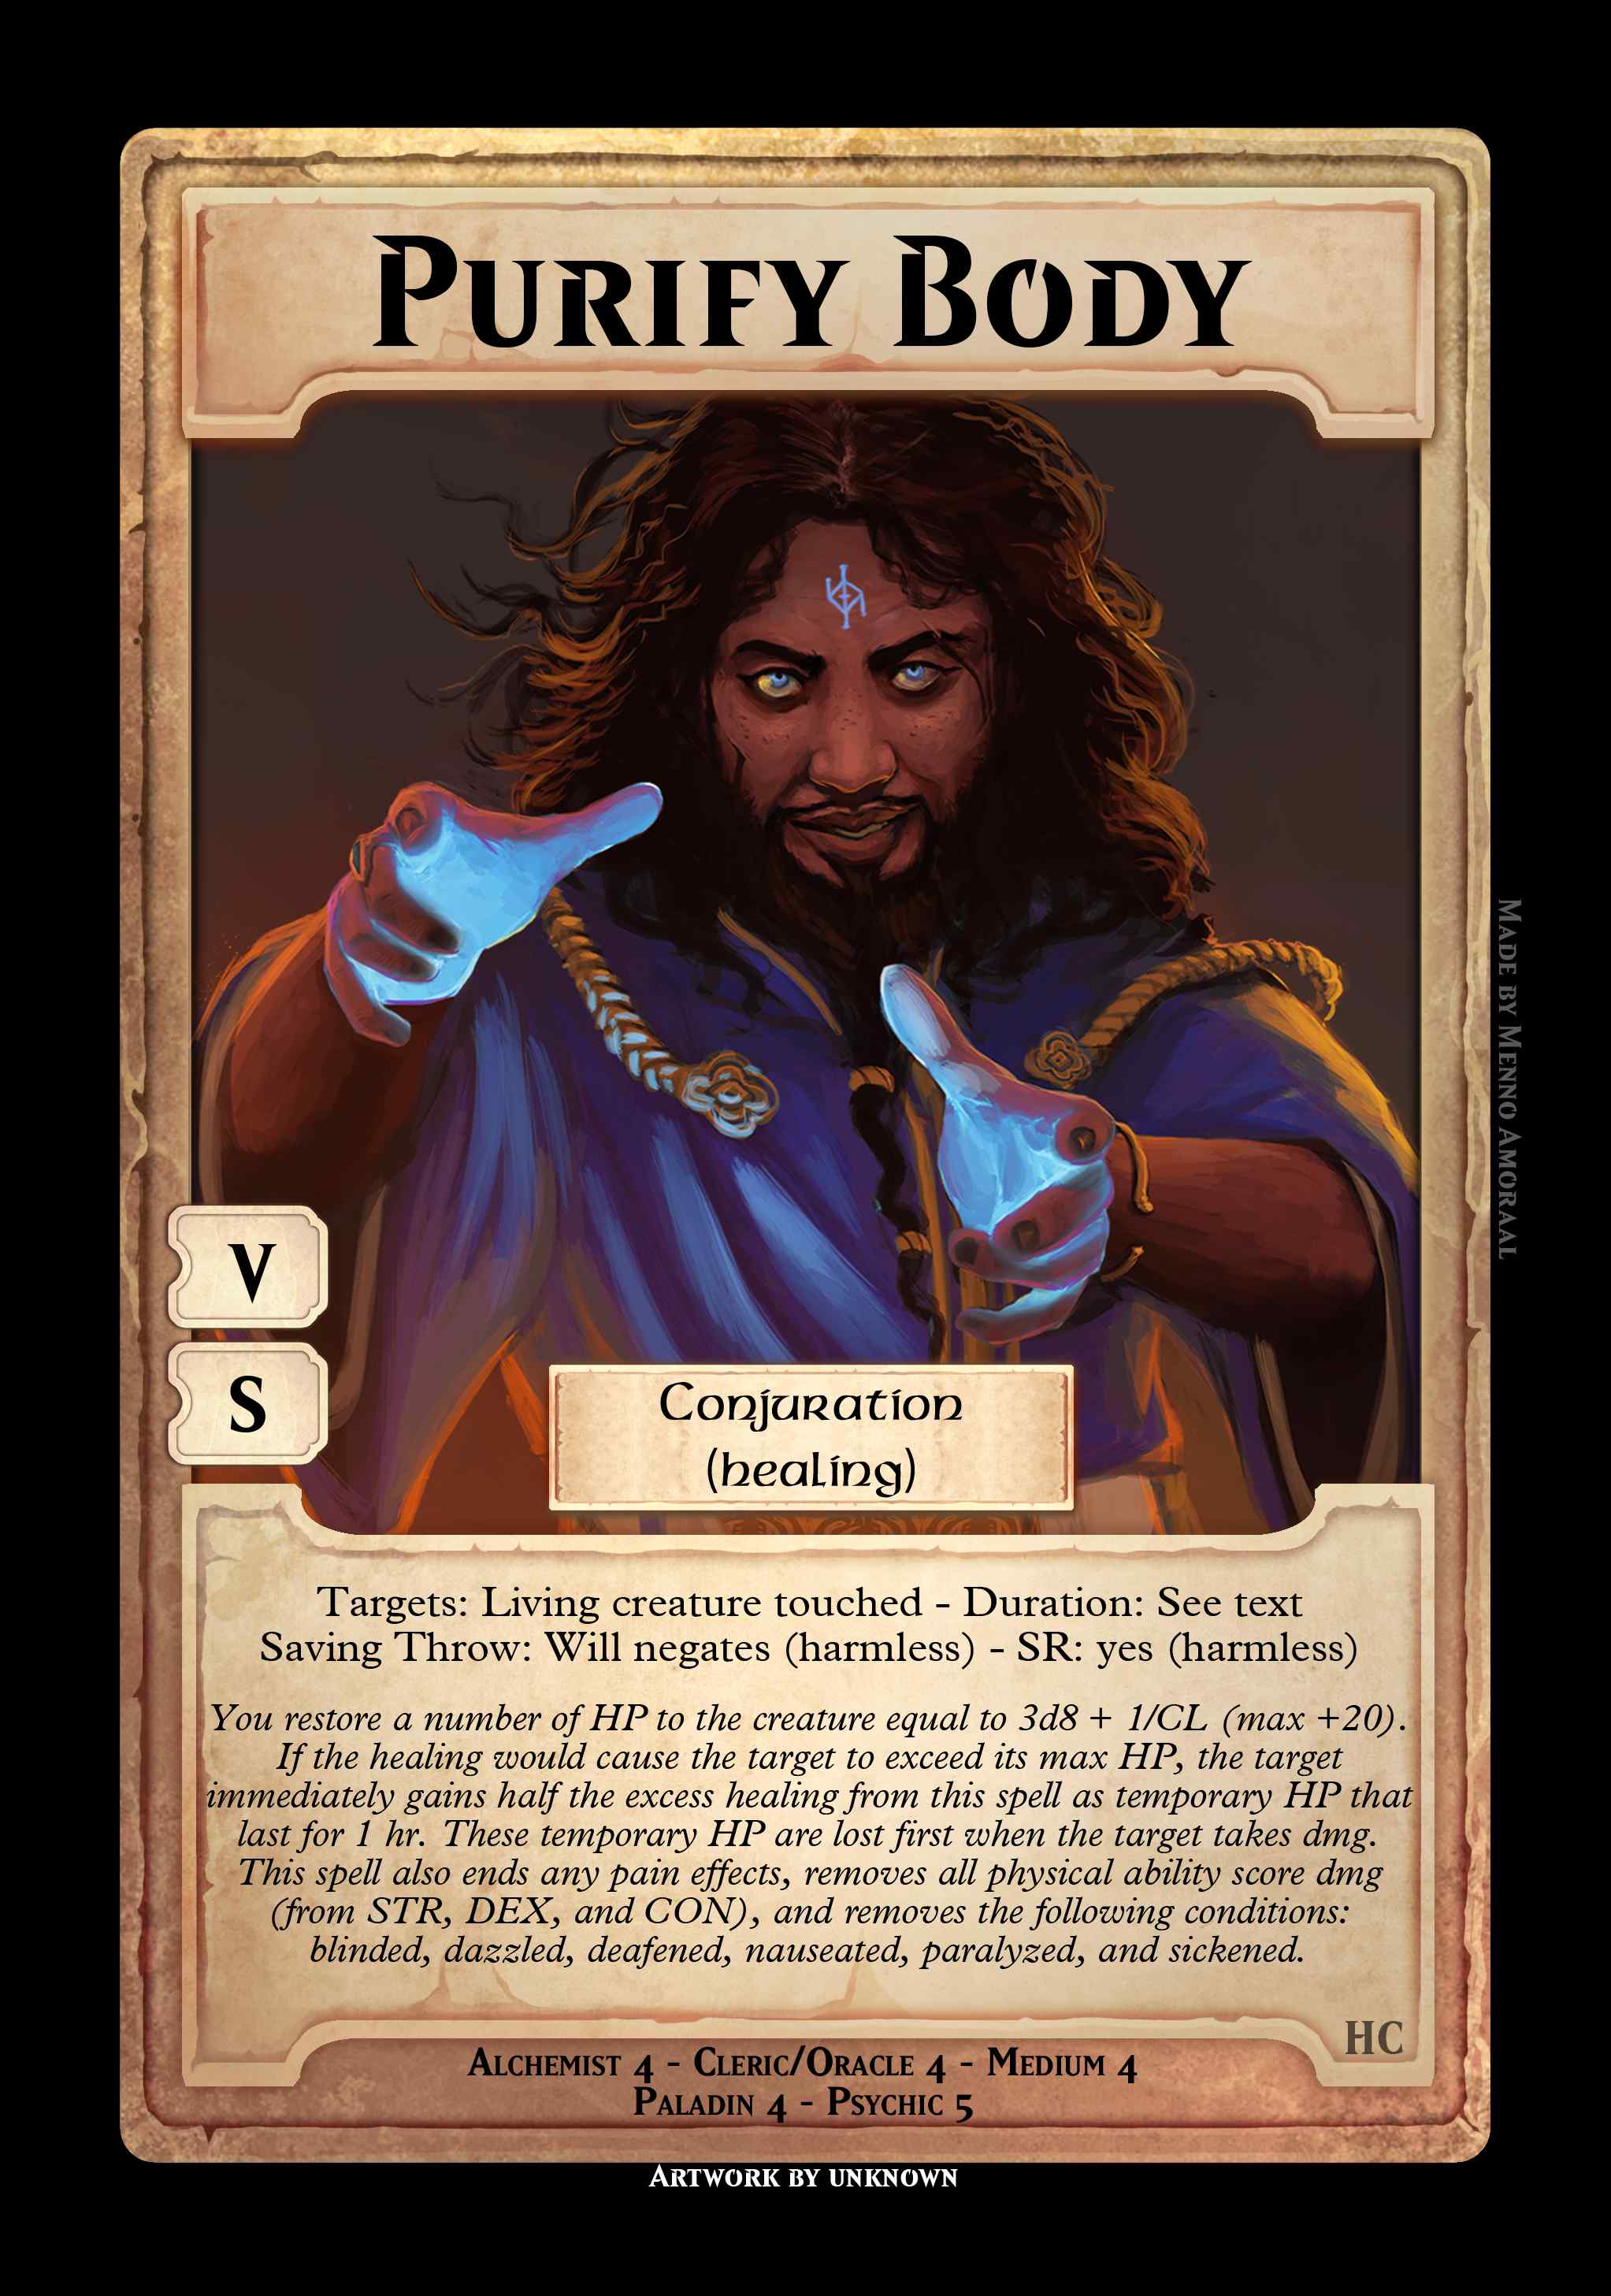 Purify Body
V
S
Conjuration
(healing)
Targets: Living creature touched - Duration: See text
Saving Throw: Will negates (harmless) - SR: yes (harmless)
You restore a number of HP to the creature equal to 3d8 + 1/CL (max +20).
If the healing would cause the target to exceed its max HP, the target
immediately gains half the excess healing from this spell as temporary HP that
last for 1 hr. These temporary HP are lost first when the target takes dmg.
This spell also ends any pain effects, removes all physical ability score dmg
(from STR, DEX, and CON), and removes the following conditions:
blinded, dazzled, deafened, nauseated, paralyzed, and sickened.
HC
Alchemist 4 - Cleric/Oracle 4 - Medium 4
Paladin 4 - Psychic 5
Artwork by unknown
Made by Menno Amoraal